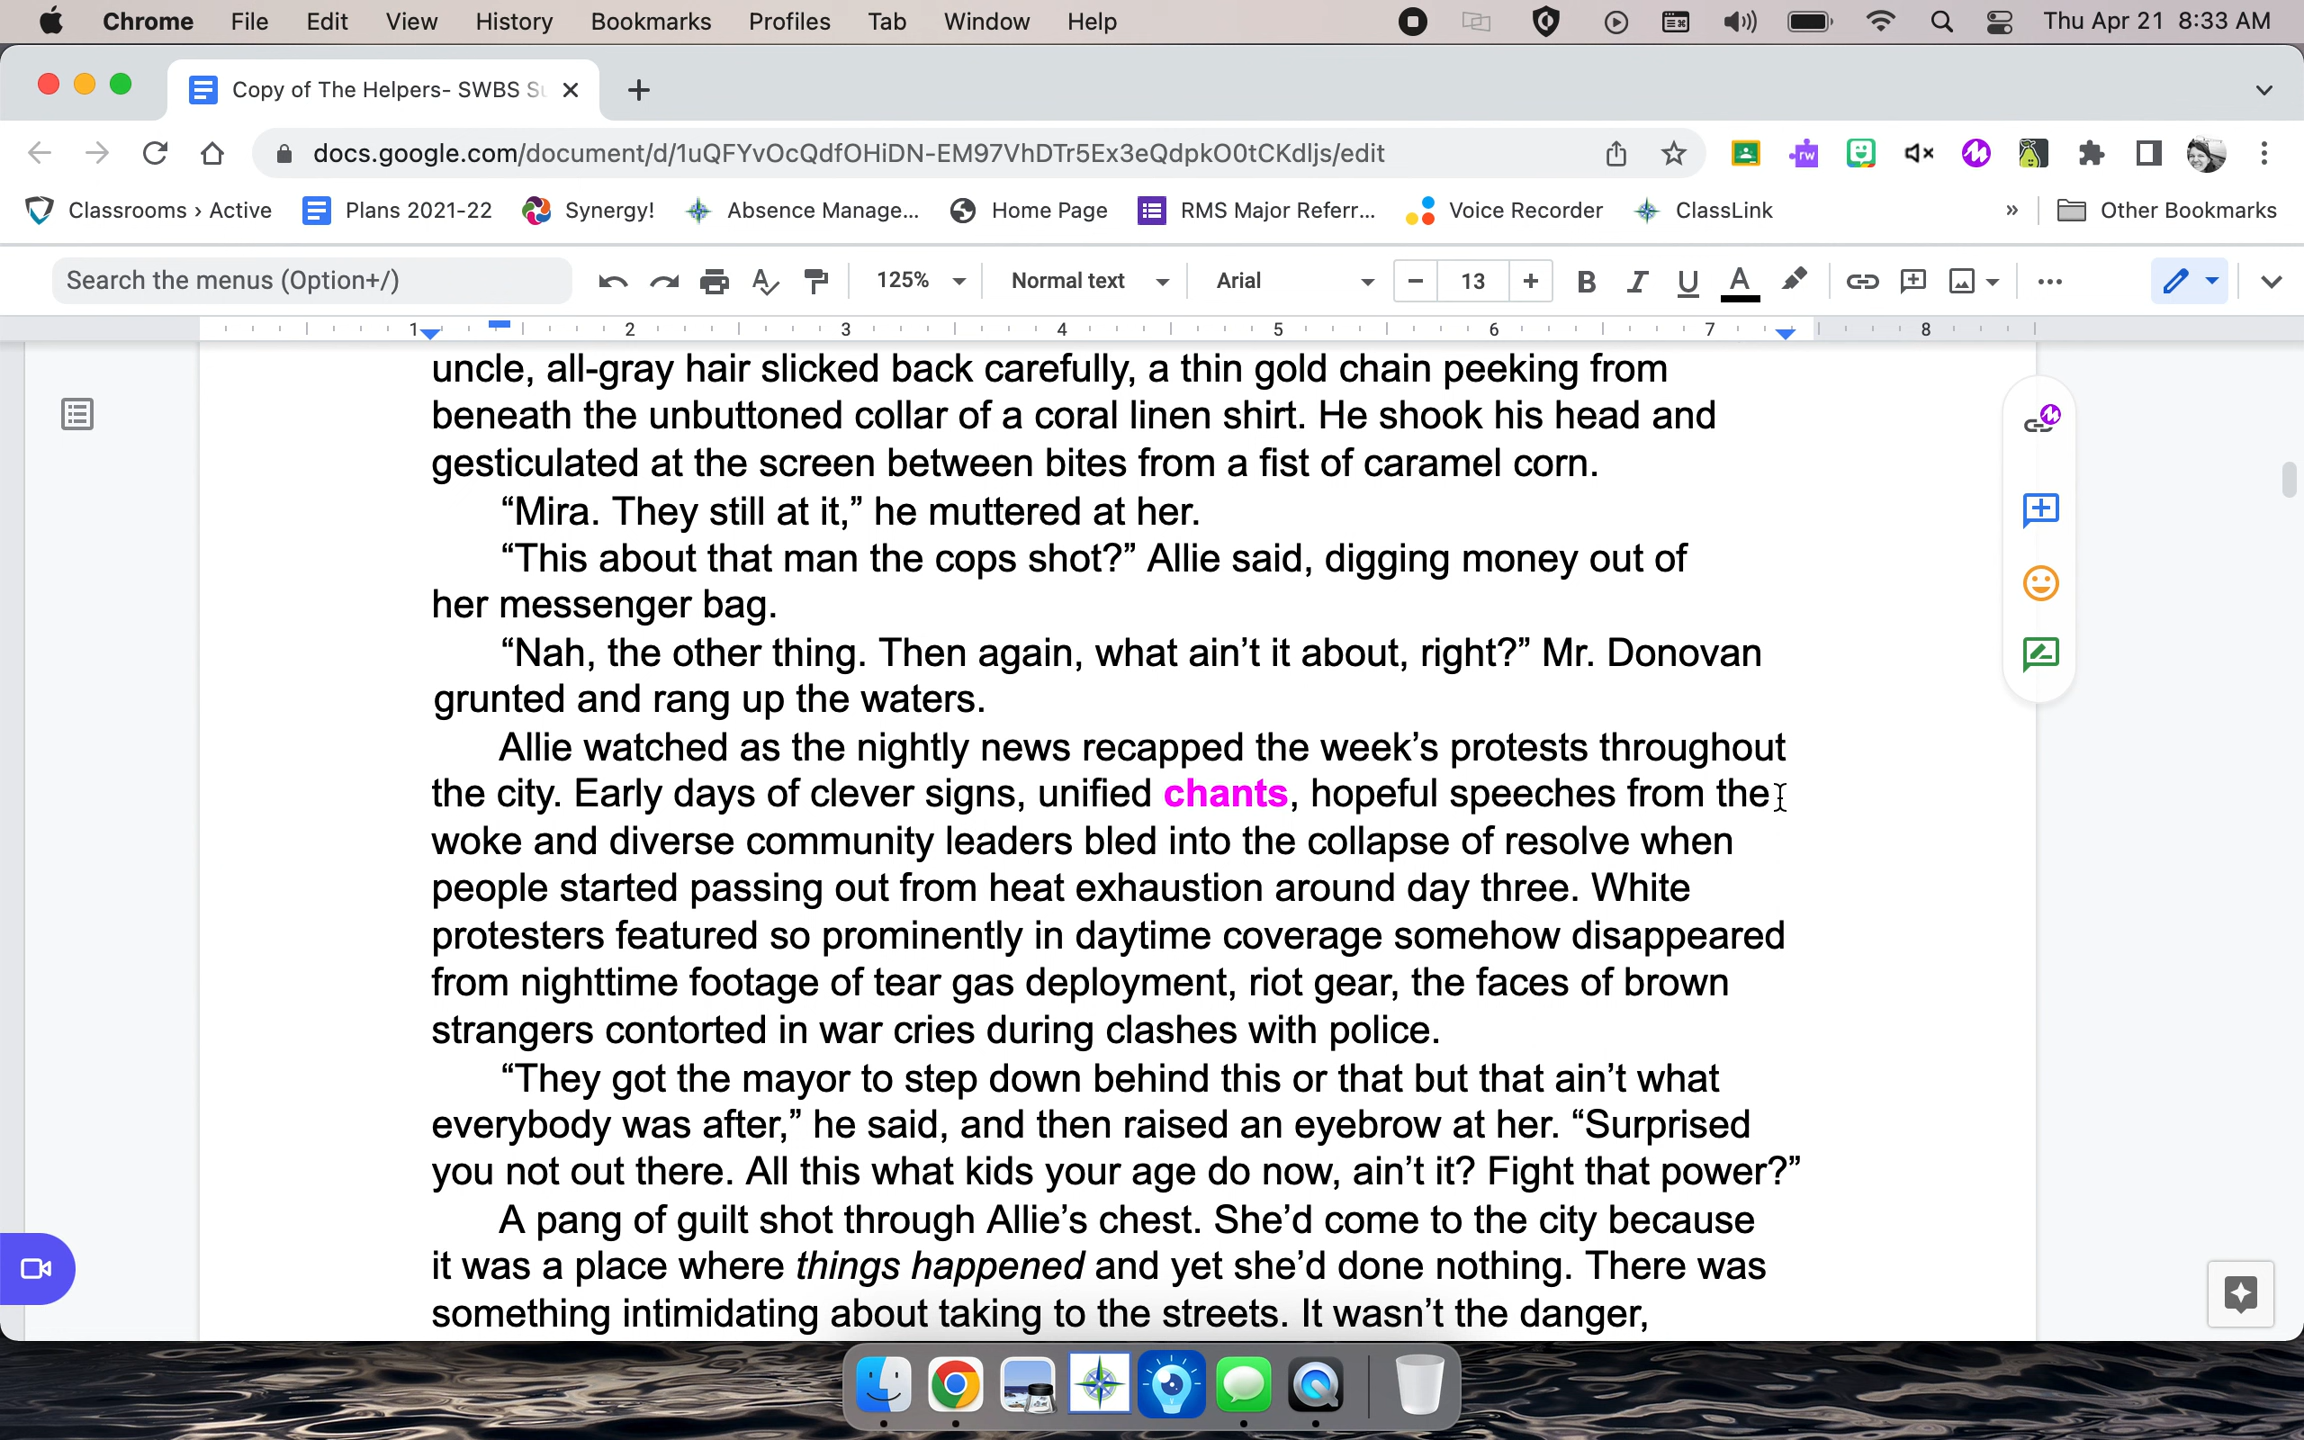 Chrome File Edit View History Bookmarks Profiles Tab Window Help Thu Apr 21 8:33 AM
Copy of The Helpers- SWBS
docs.google.com/document/d/1uQFYvOcQdfOHiDN-EM97VhDTr5Ex3eQdpkO0tCKdljs/edit
Classrooms › Active Plans 2021-22 Synergy! Absence Manage... Home Page RMS Major Referr... Voice Recorder ClassLink » Other Bookmarks
Search the menus (Option+/) 125% Normal text Arial 13
1 2 3 4 5 6 7 8
uncle, all-gray hair slicked back carefully, a thin gold chain peeking from
beneath the unbuttoned collar of a coral linen shirt. He shook his head and
gesticulated at the screen between bites from a fist of caramel corn.
“Mira. They still at it,” he muttered at her.
“This about that man the cops shot?” Allie said, digging money out of
her messenger bag.
“Nah, the other thing. Then again, what ain’t it about, right?” Mr. Donovan
grunted and rang up the waters.
Allie watched as the nightly news recapped the week’s protests throughout
the city. Early days of clever signs, unified chants, hopeful speeches from the
woke and diverse community leaders bled into the collapse of resolve when
people started passing out from heat exhaustion around day three. White
protesters featured so prominently in daytime coverage somehow disappeared
from nighttime footage of tear gas deployment, riot gear, the faces of brown
strangers contorted in war cries during clashes with police.
“They got the mayor to step down behind this or that but that ain’t what
everybody was after,” he said, and then raised an eyebrow at her. “Surprised
you not out there. All this what kids your age do now, ain’t it? Fight that power?”
A pang of guilt shot through Allie’s chest. She’d come to the city because
it was a place where things happened and yet she’d done nothing. There was
something intimidating about taking to the streets. It wasn’t the danger,